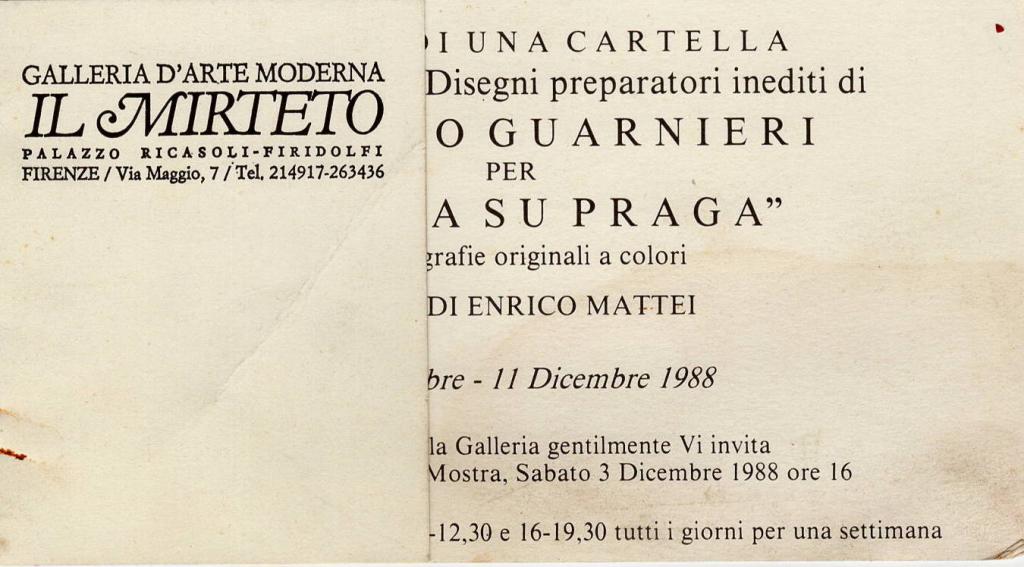 GALLERIA D'ARTE MODERNA
IL MIRTETO
PALAZZO RICASOLI-FIRIDOLFI
FIRENZE / Via Maggio, 7 / Tel. 214917-263436
DI UNA CARTELLA
Disegni preparatori inediti di
O GUARNIERI
PER
A SU PRAGA”
grafie originali a colori
DI ENRICO MATTEI
bre - 11 Dicembre 1988
la Galleria gentilmente Vi invita
Mostra, Sabato 3 Dicembre 1988 ore 16
-12,30 e 16-19,30 tutti i giorni per una settimana